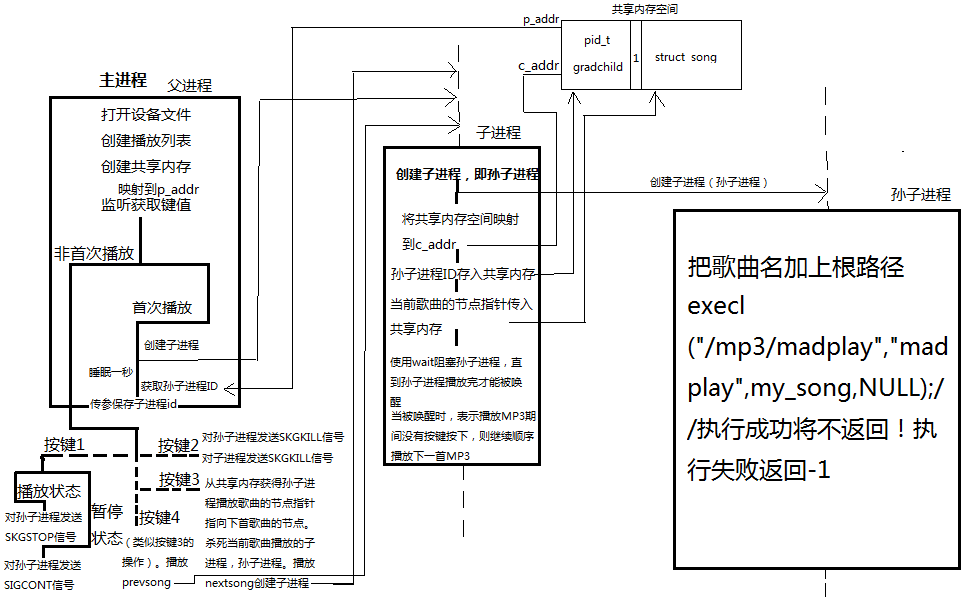 共享内存空间
p_addr
pid_t
gradchild
1
struct song
c_addr
主进程
父进程
打开设备文件
创建播放列表
创建共享内存
映射到p_addr
监听获取键值
非首次播放
首次播放
创建子进程
睡眠一秒
获取孙子进程ID
传参保存子进程id
子进程
创建子进程，即孙子进程
将共享内存空间映射
到c_addr
孙子进程ID存入共享内存
当前歌曲的节点指针传入
共享内存
使用wait阻塞子进程，直
到孙子进程播放完才能被唤
醒
当被唤醒时，表示播放MP3期
间没有按键按下，则继续顺序
播放下一首MP3
创建子进程（孙子进程）
孙子进程
把歌曲名加上根路径
execl
("/mp3/madplay","mad
play",my_song,NULL);/
/执行成功将不返回！执
行失败返回-1
按键1
播放状态
对孙子进程发送
SKGSTOP信号
暂停
状态
对孙子进程发送
SIGCONT信号
按键2
对孙子进程发送SKGKILL信号
对子进程发送SKGKILL信号
按键3
从共享内存获得孙子进
程播放歌曲的节点指针
指向下首歌曲的节点。
杀死当前歌曲播放的子
进程，孙子进程。播放
nextsong创建子进程
按键4
（类似按键3的
操作）。播放
prevsong